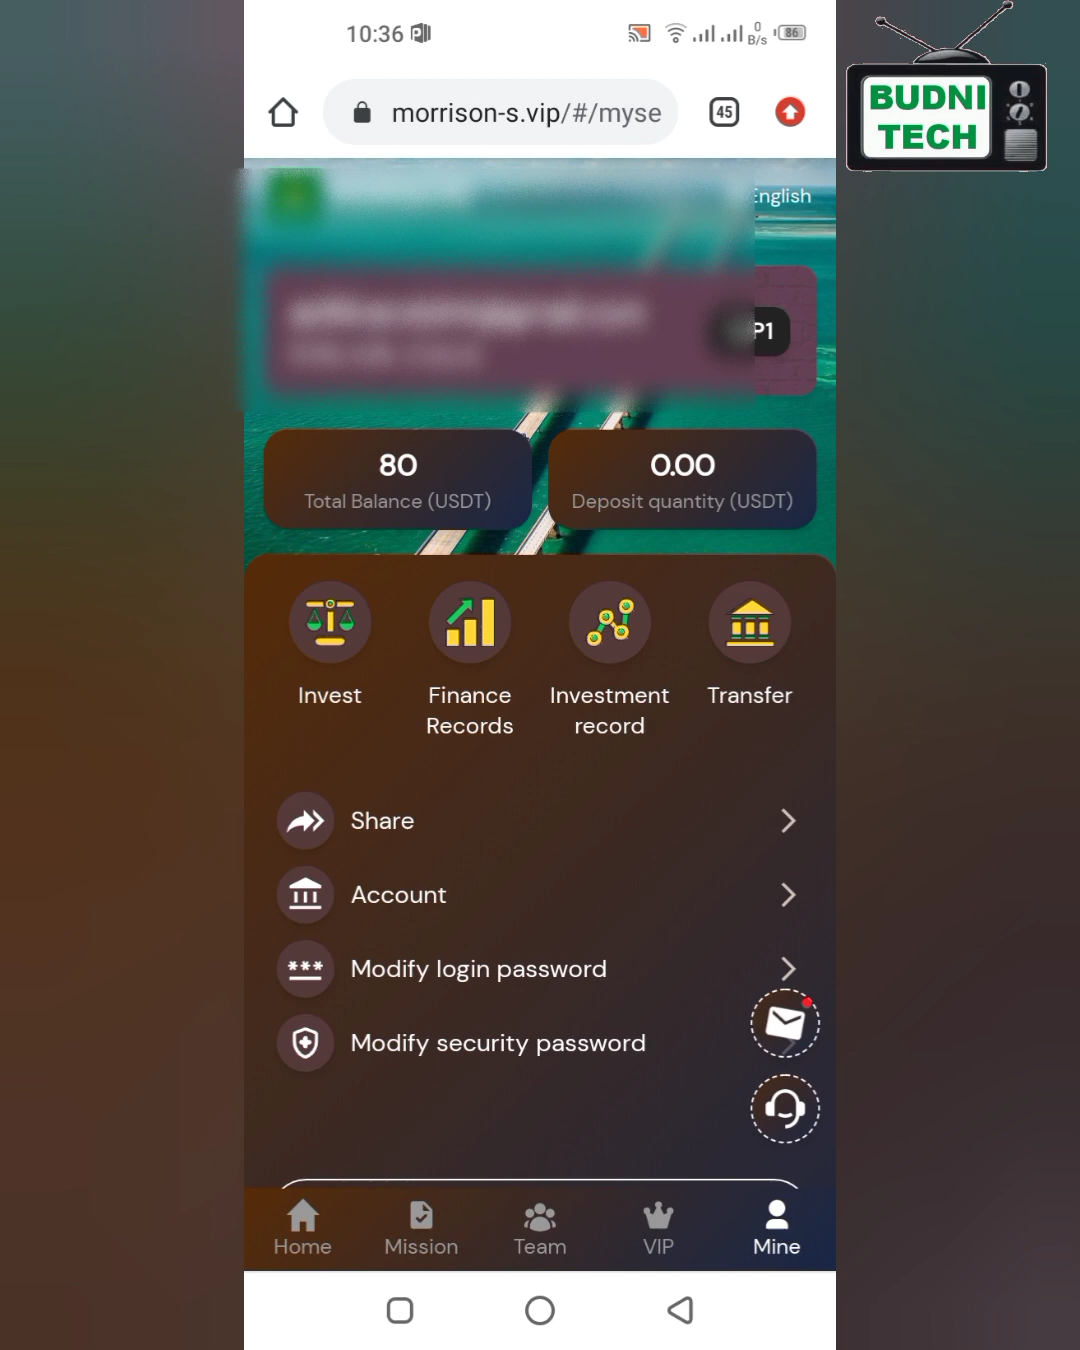 10:36
0
B/s
86
morrison-s.vip/#/myse
45
BUDNI
TECH
English
P1
80
Total Balance (USDT)
0.00
Deposit quantity (USDT)
Invest
Finance
Records
Investment
record
Transfer
Share
Account
Modify login password
Modify security password
Home
Mission
Team
VIP
Mine